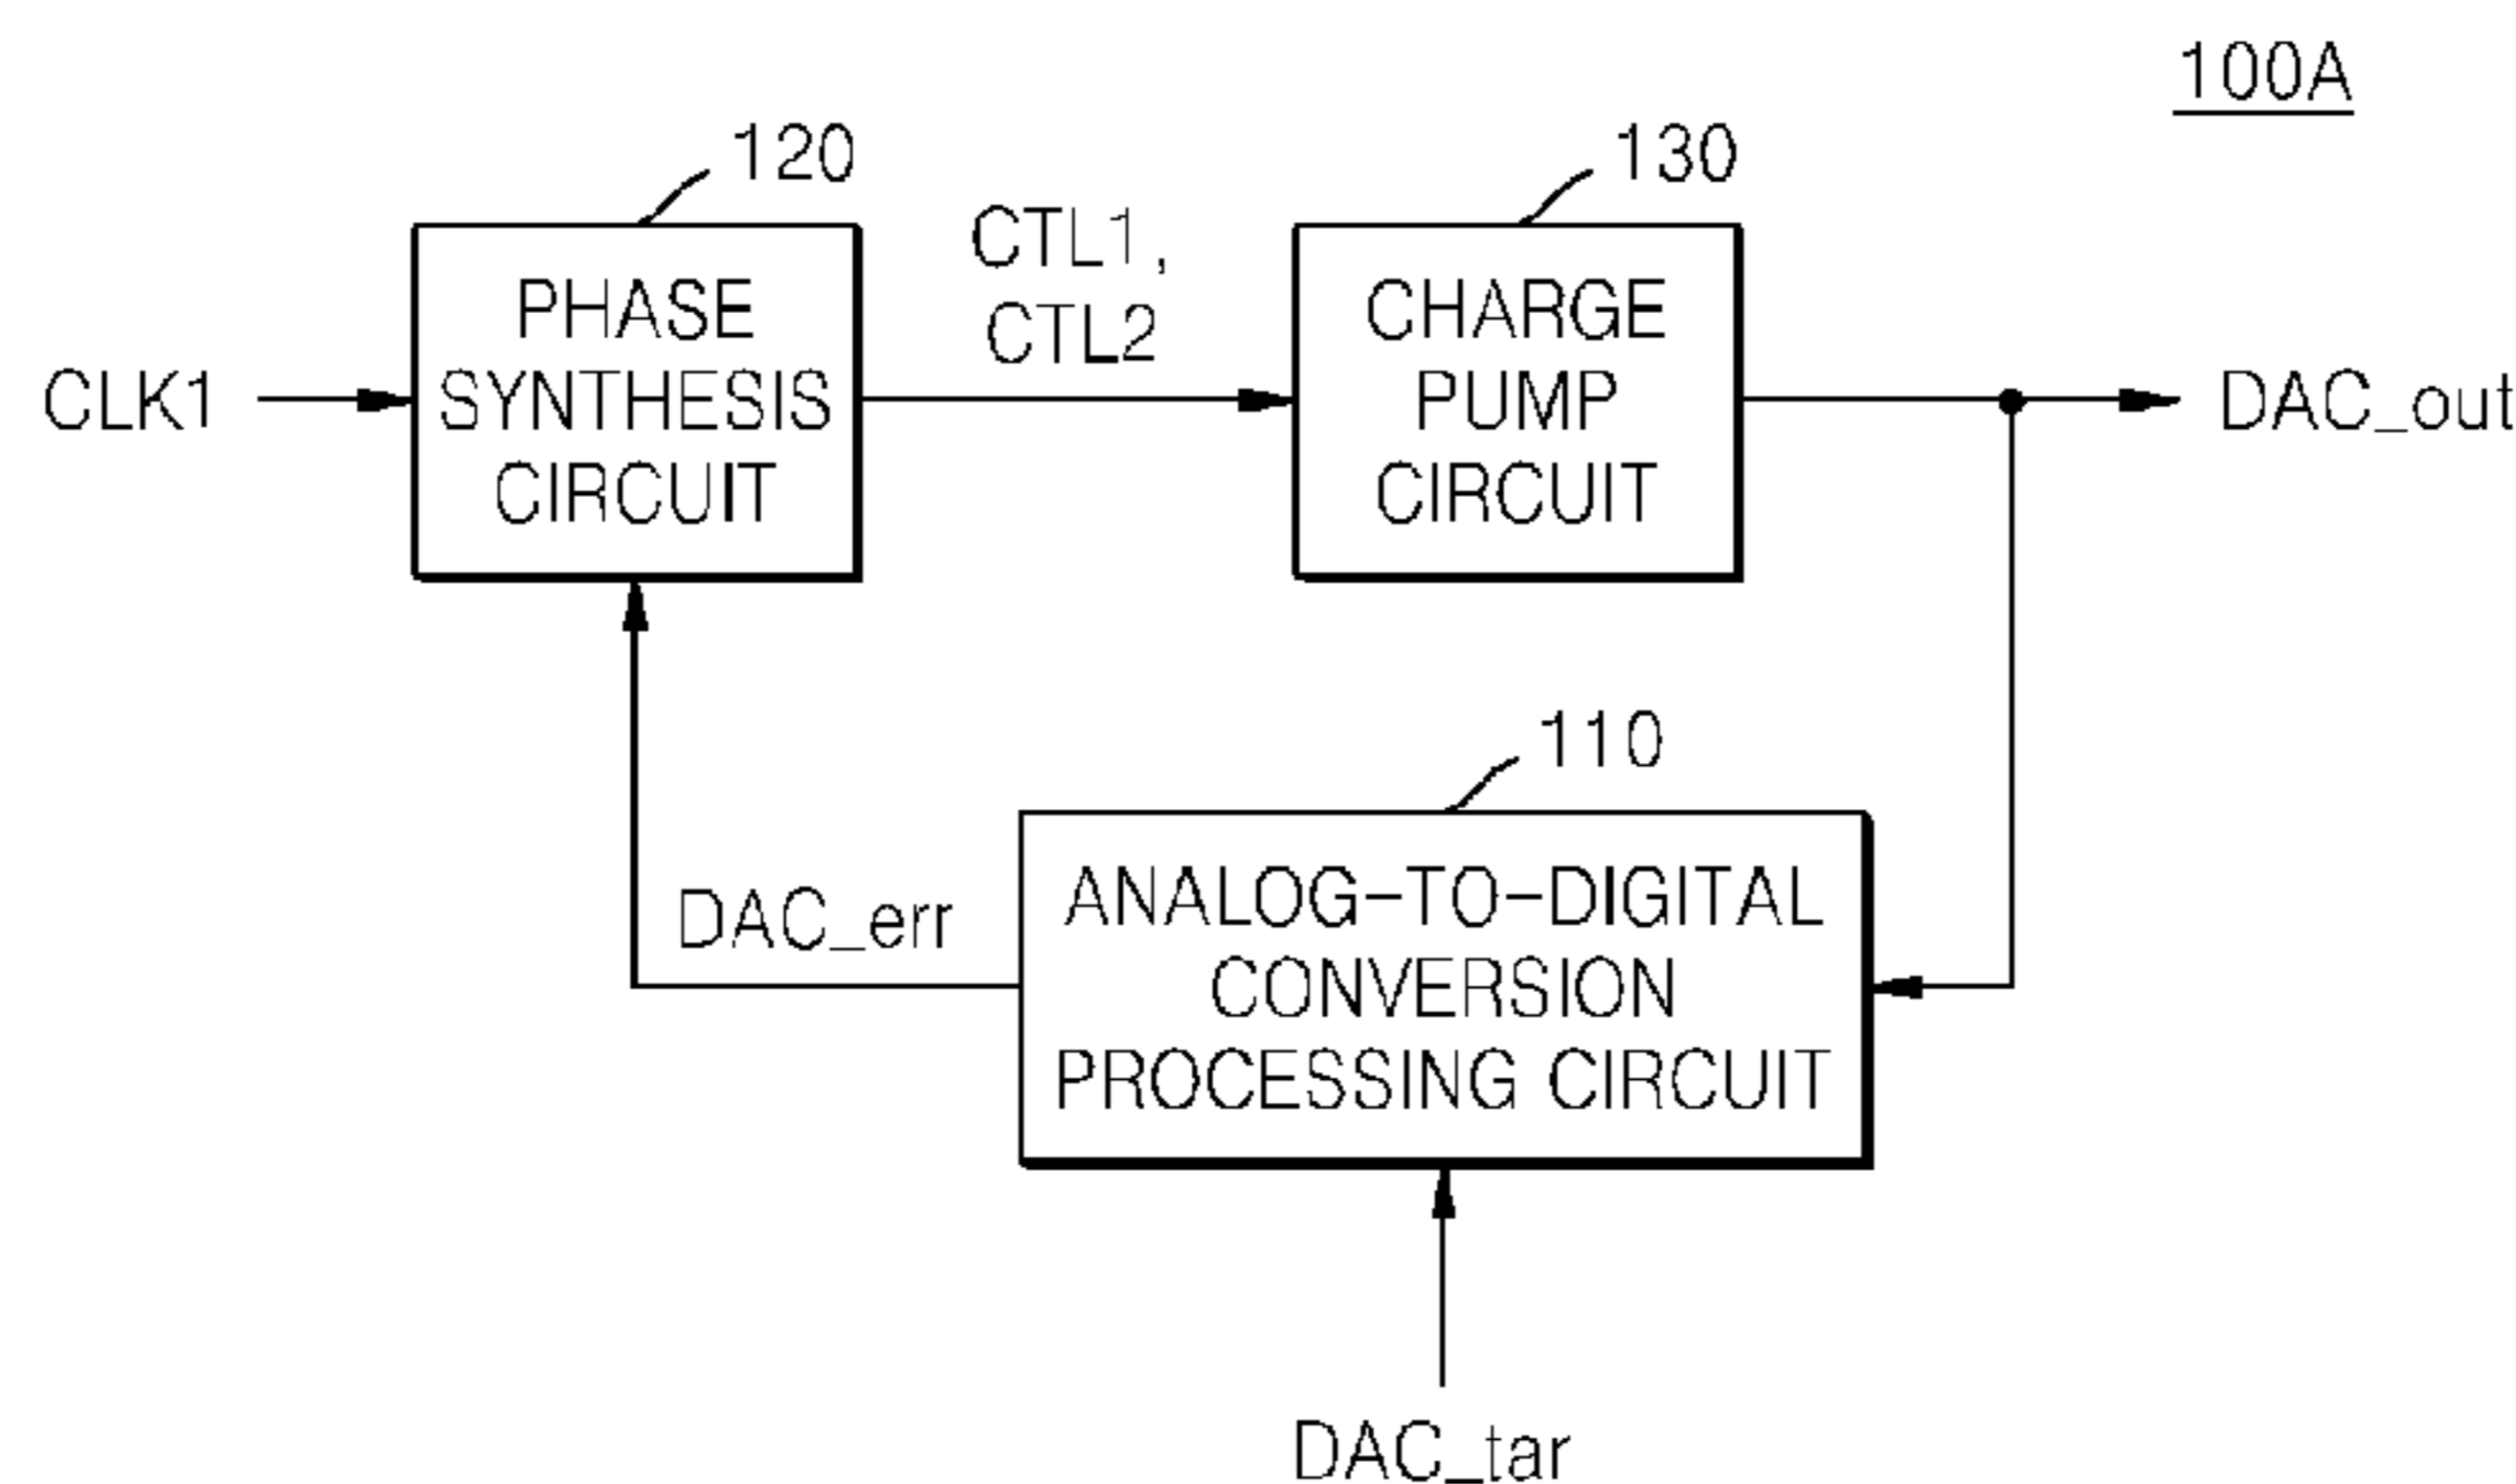 100A
120
130
CTL1,
CTL2
PHASE
SYNTHESIS
CIRCUIT
CHARGE
PUMP
CIRCUIT
CLK1
DAC_out
110
DAC_err
ANALOG-TO-DIGITAL
CONVERSION
PROCESSING CIRCUIT
DAC_tar